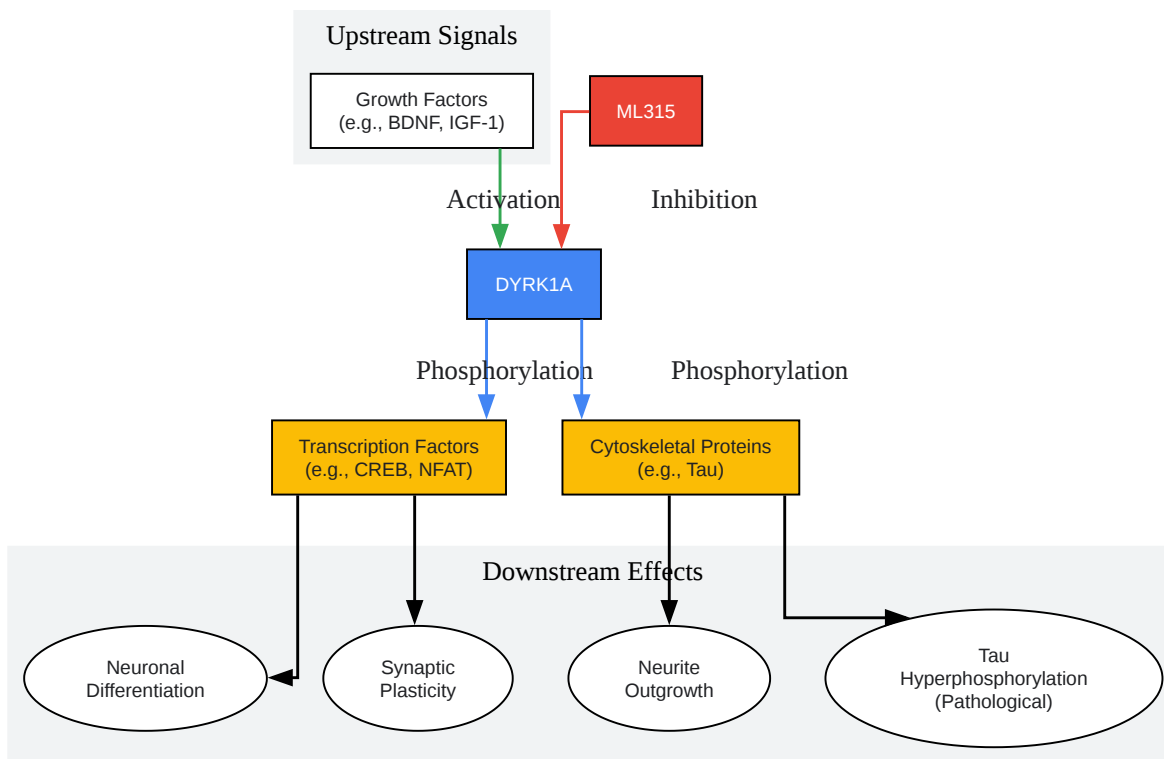 Upstream Signals
Growth Factors
(e.g., BDNF, IGF-1)
ML315
Activation
Inhibition
DYRK1A
Phosphorylation
Phosphorylation
Transcription Factors
(e.g., CREB, NFAT)
Cytoskeletal Proteins
(e.g., Tau)
Downstream Effects
Neuronal
Differentiation
Synaptic
Plasticity
Neurite
Outgrowth
Tau
Hyperphosphorylation
(Pathological)